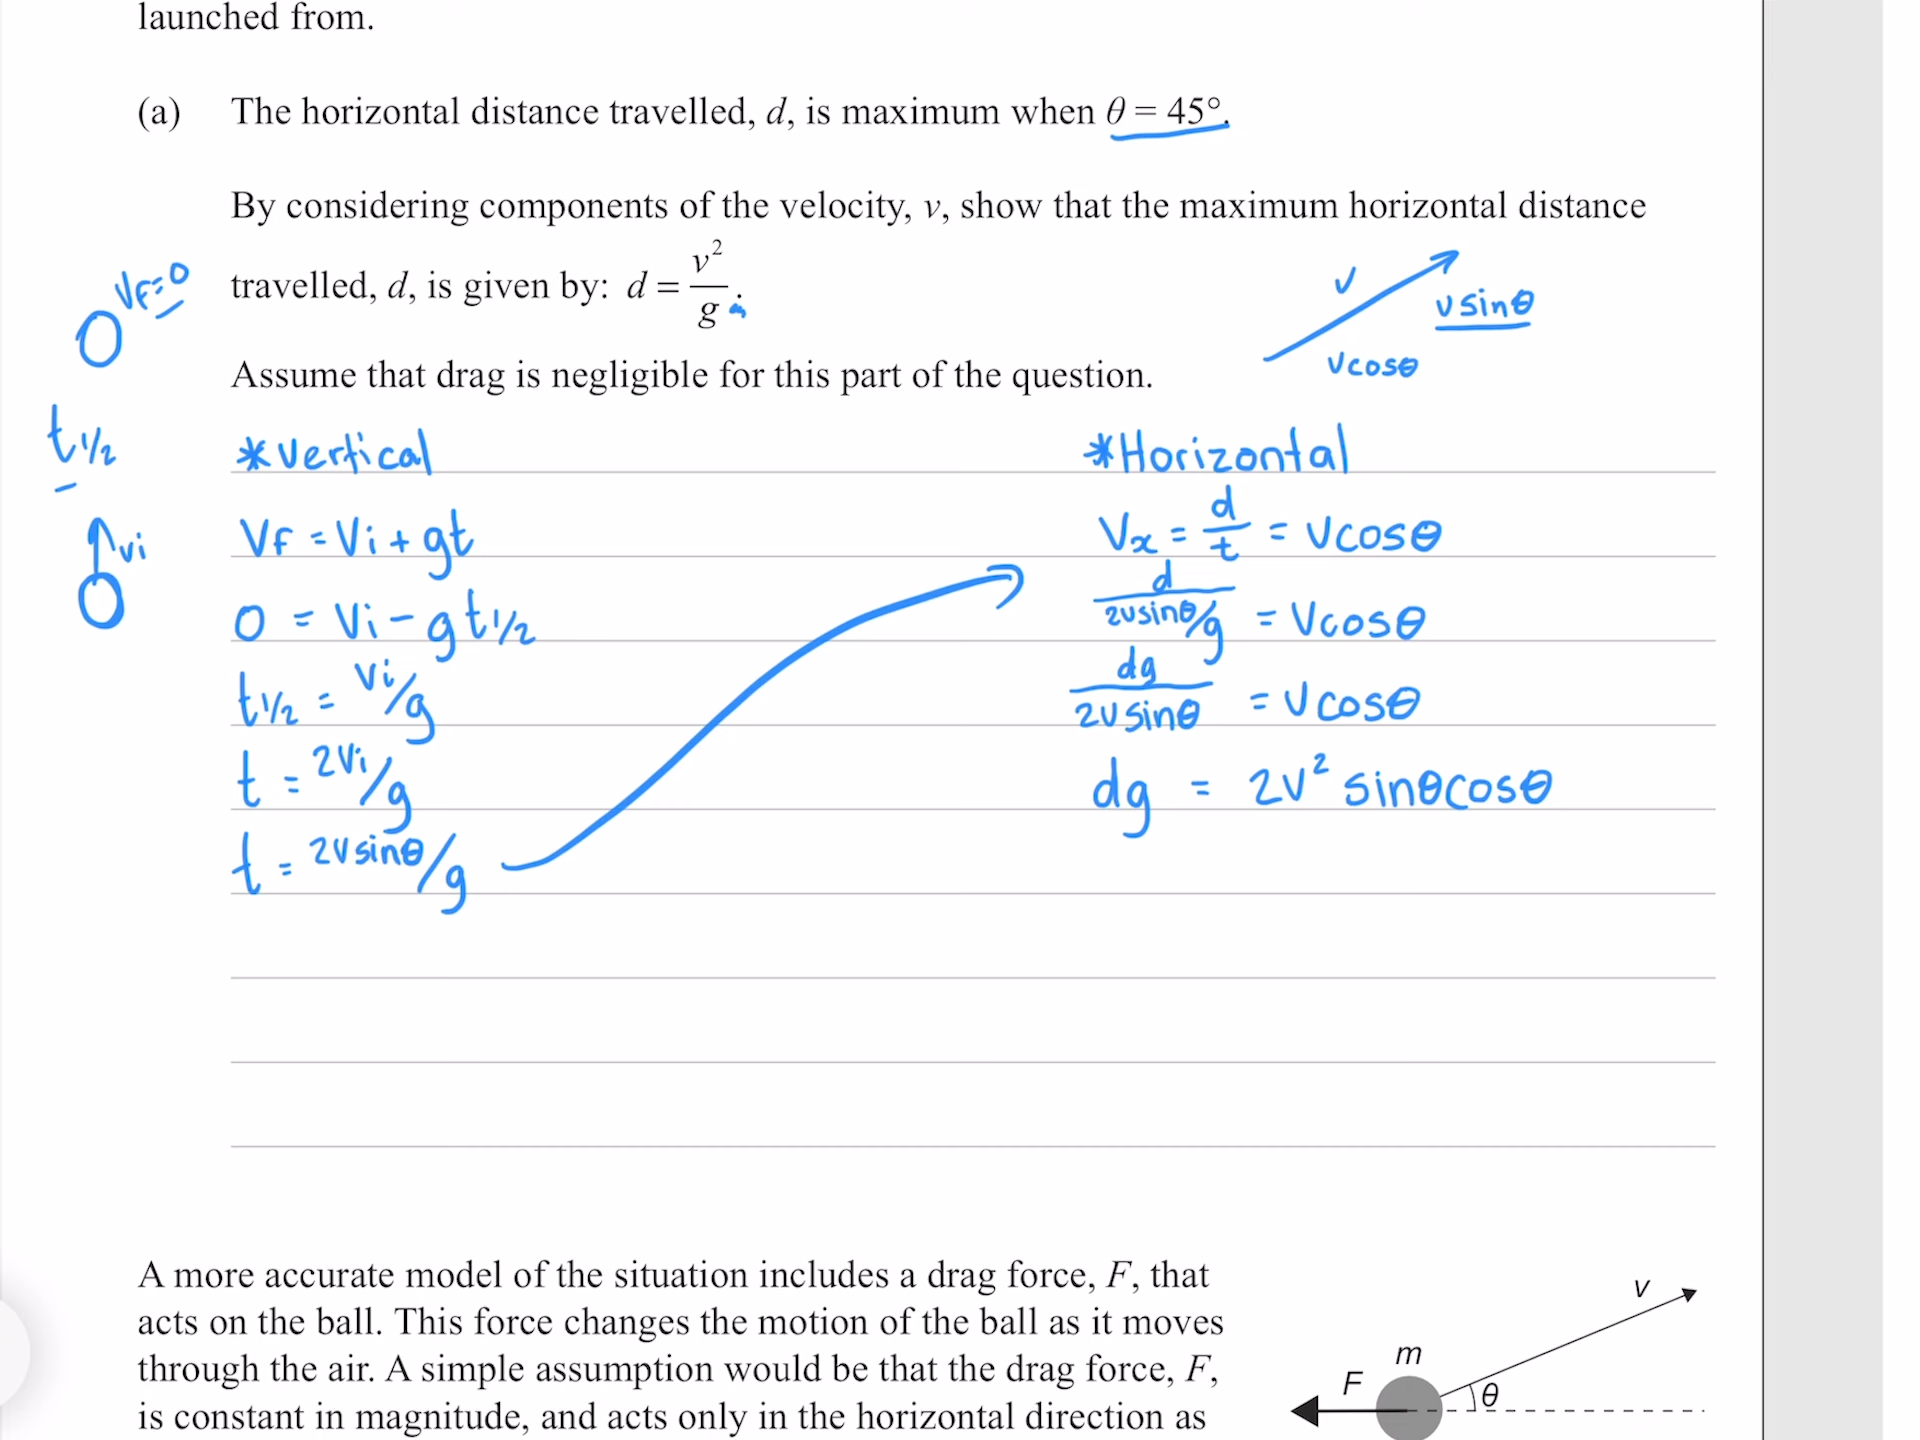 launched from.
(a) The horizontal distance travelled, d, is maximum when θ = 45°.
By considering components of the velocity, v, show that the maximum horizontal distance
travelled, d, is given by: d = v²/g.
Vf=0
v
vsinθ
vcosθ
Assume that drag is negligible for this part of the question.
t1/2
vi
*Vertical
Vf = Vi + gt
0 = Vi - gt1/2
t1/2 = Vi/g
t = 2Vi/g
t = 2Vsinθ/g
*Horizontal
Vx = d/t = Vcosθ
d/(2vsinθ/g) = Vcosθ
dg/2vsinθ = Vcosθ
dg = 2V² sinθcosθ
A more accurate model of the situation includes a drag force, F, that
acts on the ball. This force changes the motion of the ball as it moves
through the air. A simple assumption would be that the drag force, F,
is constant in magnitude, and acts only in the horizontal direction as
v
m
F
θ